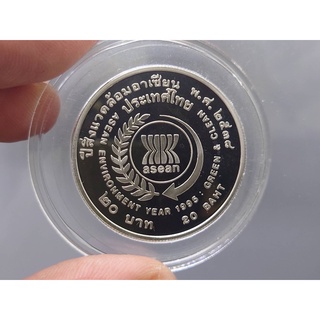 ปีสิ่งแวดล้อมอาเซียน พ.ศ. ๒๕๓๘
ประเทศไทย
asean
ASEAN ENVIRONMENT YEAR 1995 : GREEN & CLEAN
๒๐ บาท 20 BAHT